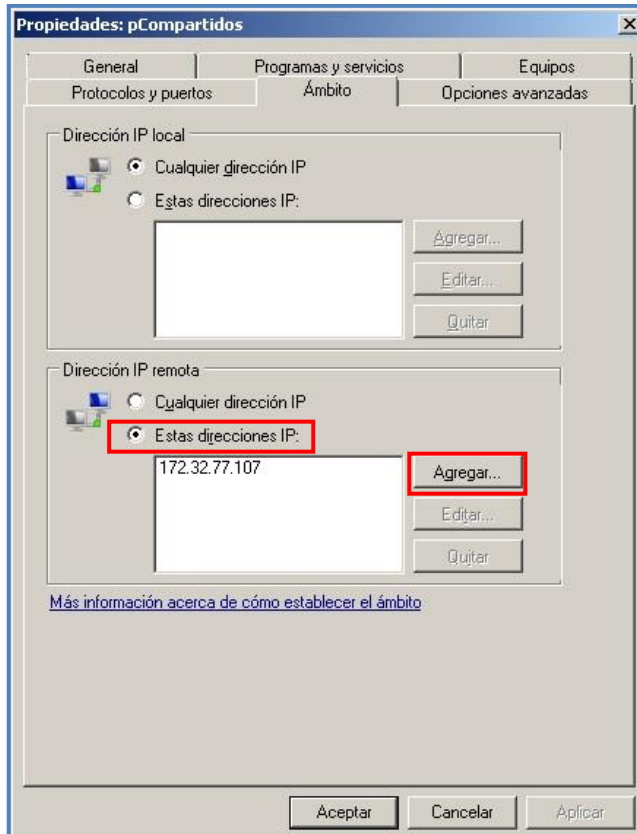 Propiedades: pCompartidos
General
Programas y servicios
Equipos
Protocolos y puertos
Ámbito
Opciones avanzadas
Dirección IP local
Cualquier dirección IP
Estas direcciones IP:
Agregar...
Editar...
Quitar
Dirección IP remota
Cualquier dirección IP
Estas direcciones IP:
172.32.77.107
Agregar...
Editar...
Quitar
Más información acerca de cómo establecer el ámbito
Aceptar
Cancelar
Aplicar